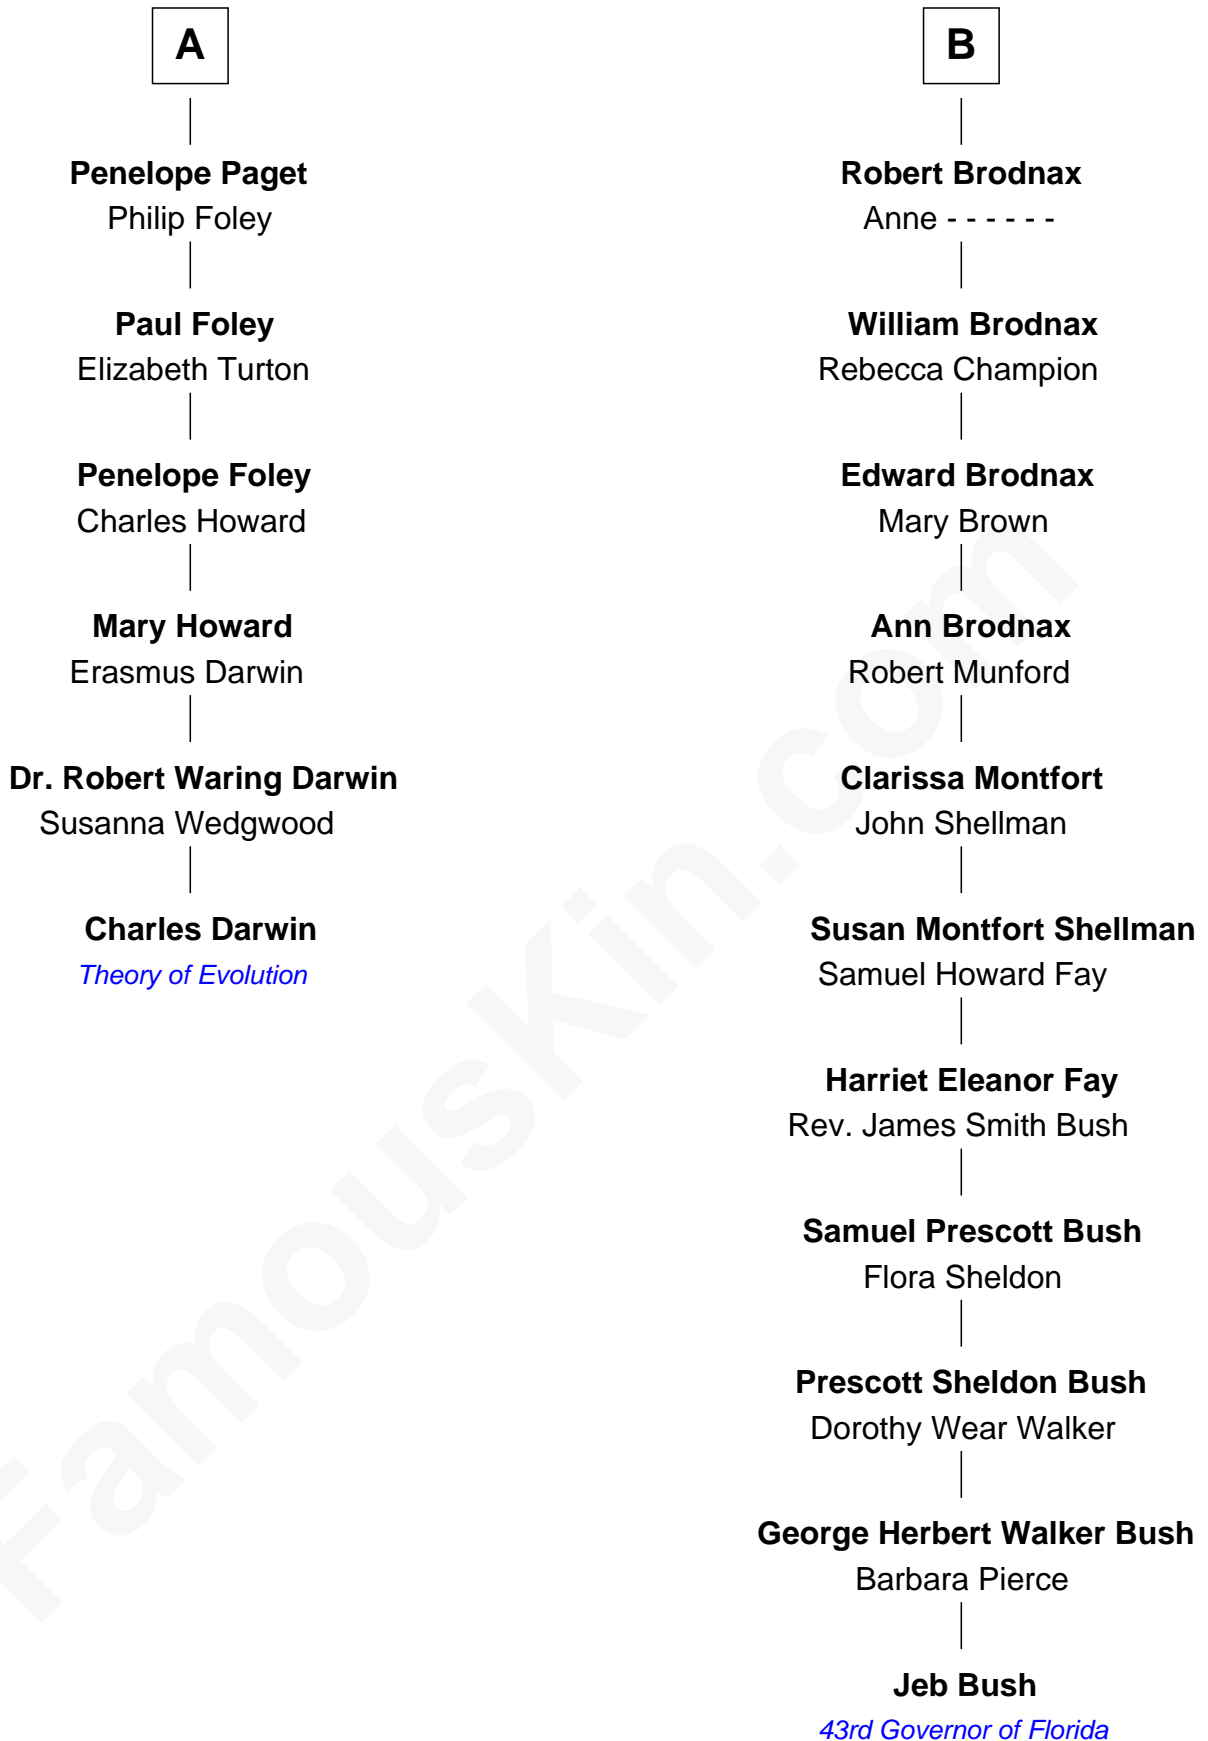 A
Penelope Paget
Philip Foley
Paul Foley
Elizabeth Turton
Penelope Foley
Charles Howard
Mary Howard
Erasmus Darwin
Dr. Robert Waring Darwin
Susanna Wedgwood
Charles Darwin
Theory of Evolution
B
Robert Brodnax
Anne - - - - - -
William Brodnax
Rebecca Champion
Edward Brodnax
Mary Brown
Ann Brodnax
Robert Munford
Clarissa Montfort
John Shellman
Susan Montfort Shellman
Samuel Howard Fay
Harriet Eleanor Fay
Rev. James Smith Bush
Samuel Prescott Bush
Flora Sheldon
Prescott Sheldon Bush
Dorothy Wear Walker
George Herbert Walker Bush
Barbara Pierce
Jeb Bush
43rd Governor of Florida
FamousKin.com